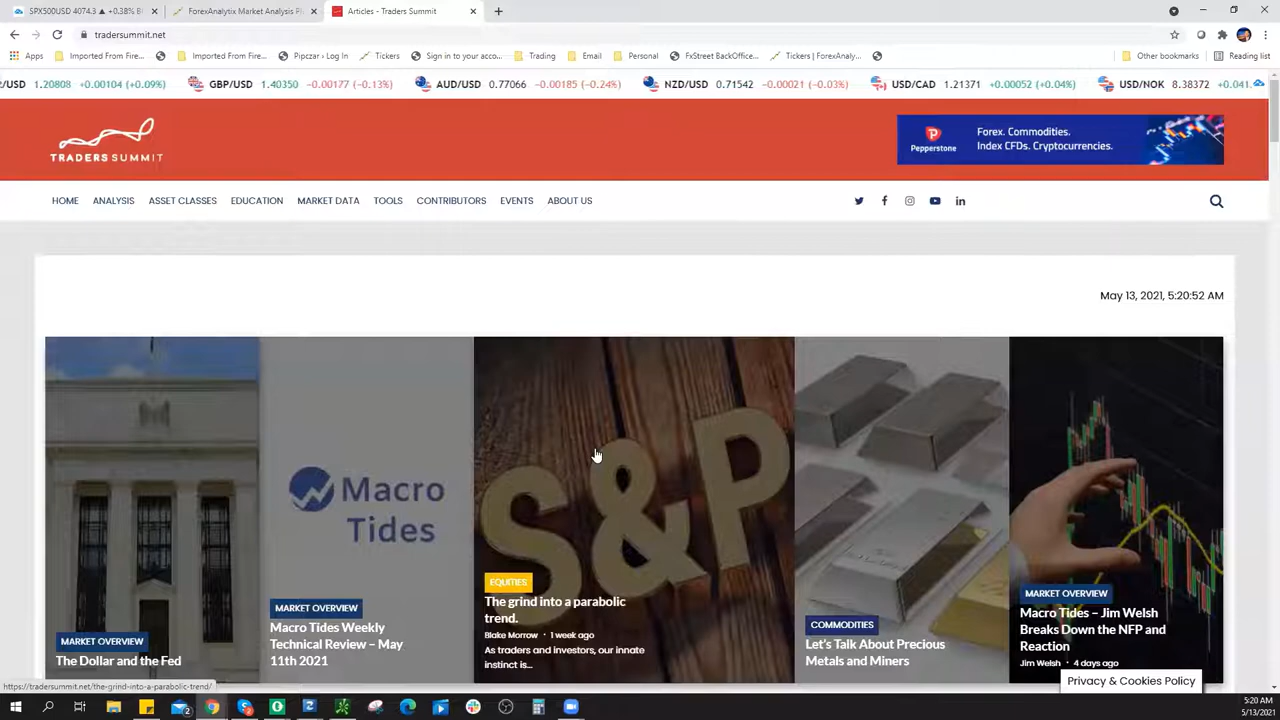 SPX500USD 4074.3 ▲ +0.38% B
ForexAnalytix Market Analysis P
Articles - Traders Summit
tradersummit.net
Apps
Imported From Fire...
Imported From Fire...
Pipczar › Log In
Tickers
Sign in to your acco...
Trading
Email
Personal
FxStreet BackOffice...
Tickers | ForexAnaly...
Other bookmarks
Reading list
/USD 1.20808 +0.00104 (+0.09%)
GBP/USD 1.40350 −0.00177 (−0.13%)
AUD/USD 0.77066 −0.00185 (−0.24%)
NZD/USD 0.71542 −0.00021 (−0.03%)
USD/CAD 1.21371 +0.00052 (+0.04%)
USD/NOK 8.38372 +0.041
TRADERS SUMMIT
Pepperstone
Forex. Commodities.
Index CFDs. Cryptocurrencies.
HOME ANALYSIS ASSET CLASSES EDUCATION MARKET DATA TOOLS CONTRIBUTORS EVENTS ABOUT US
May 13, 2021, 5:20:52 AM
MARKET OVERVIEW
The Dollar and the Fed
Macro
Tides
MARKET OVERVIEW
Macro Tides Weekly
Technical Review – May
11th 2021
S&P
EQUITIES
The grind into a parabolic
trend.
Blake Morrow • 1 week ago
As traders and investors, our innate
instinct is...
COMMODITIES
Let's Talk About Precious
Metals and Miners
MARKET OVERVIEW
Macro Tides – Jim Welsh
Breaks Down the NFP and
Reaction
Jim Welsh • 4 days ago
Privacy & Cookies Policy
https://tradersummit.net/the-grind-into-a-parabolic-trend/
5:20 AM
5/13/2021